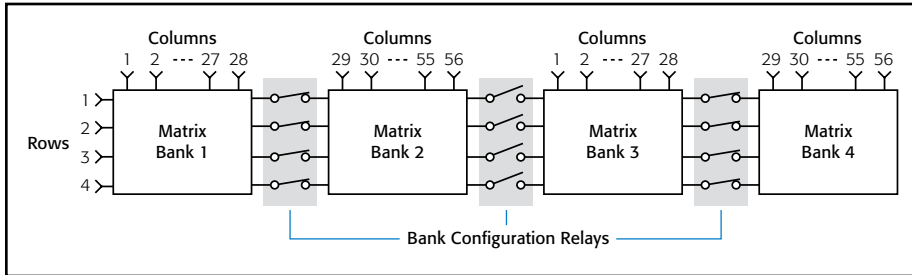 Columns Columns Columns Columns
1 2 --- 27 28 29 30 --- 55 56 1 2 --- 27 28 29 30 --- 55 56
1
2
Rows
3
4
Matrix
Bank 1
Matrix
Bank 2
Matrix
Bank 3
Matrix
Bank 4
Bank Configuration Relays